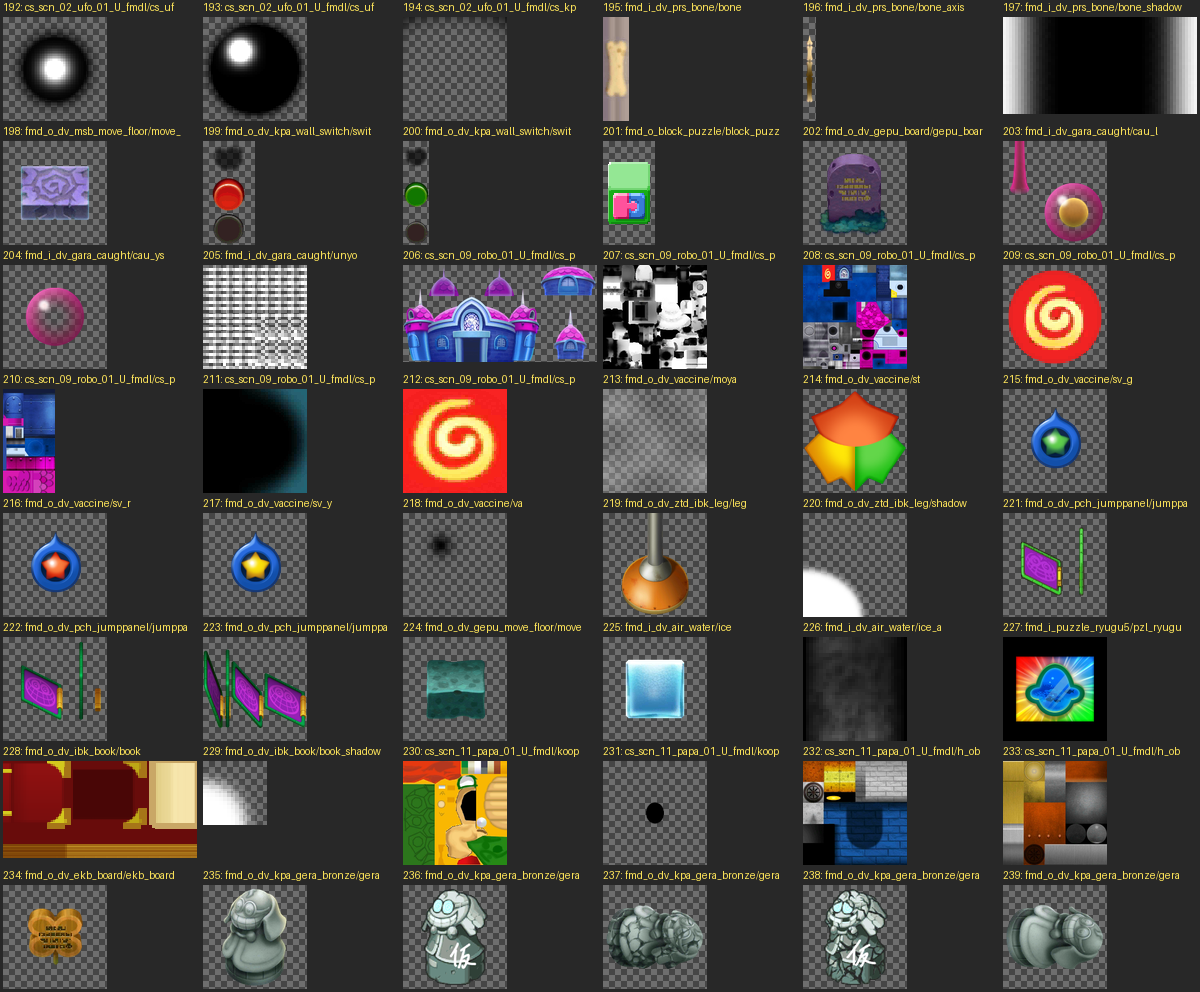 192: cs_scn_02_ufo_01_U_fmdl/cs_uf
193: cs_scn_02_ufo_01_U_fmdl/cs_uf
194: cs_scn_02_ufo_01_U_fmdl/cs_kp
195: fmd_i_dv_prs_bone/bone
196: fmd_i_dv_prs_bone/bone_axis
197: fmd_i_dv_prs_bone/bone_shadow
198: fmd_o_dv_msb_move_floor/move_
199: fmd_o_dv_kpa_wall_switch/swit
200: fmd_o_dv_kpa_wall_switch/swit
201: fmd_o_block_puzzle/block_puzz
202: fmd_o_dv_gepu_board/gepu_boar
203: fmd_i_dv_gara_caught/cau_l
204: fmd_i_dv_gara_caught/cau_ys
205: fmd_i_dv_gara_caught/unyo
206: cs_scn_09_robo_01_U_fmdl/cs_p
207: cs_scn_09_robo_01_U_fmdl/cs_p
208: cs_scn_09_robo_01_U_fmdl/cs_p
209: cs_scn_09_robo_01_U_fmdl/cs_p
210: cs_scn_09_robo_01_U_fmdl/cs_p
211: cs_scn_09_robo_01_U_fmdl/cs_p
212: cs_scn_09_robo_01_U_fmdl/cs_p
213: fmd_o_dv_vaccine/moya
214: fmd_o_dv_vaccine/st
215: fmd_o_dv_vaccine/sv_g
216: fmd_o_dv_vaccine/sv_r
217: fmd_o_dv_vaccine/sv_y
218: fmd_o_dv_vaccine/va
219: fmd_o_dv_ztd_ibk_leg/leg
220: fmd_o_dv_ztd_ibk_leg/shadow
221: fmd_o_dv_pch_jumppanel/jumppa
222: fmd_o_dv_pch_jumppanel/jumppa
223: fmd_o_dv_pch_jumppanel/jumppa
224: fmd_o_dv_gepu_move_floor/move
225: fmd_i_dv_air_water/ice
226: fmd_i_dv_air_water/ice_a
227: fmd_i_puzzle_ryugu5/pzl_ryugu
228: fmd_o_dv_ibk_book/book
229: fmd_o_dv_ibk_book/book_shadow
230: cs_scn_11_papa_01_U_fmdl/koop
231: cs_scn_11_papa_01_U_fmdl/koop
232: cs_scn_11_papa_01_U_fmdl/h_ob
233: cs_scn_11_papa_01_U_fmdl/h_ob
234: fmd_o_dv_ekb_board/ekb_board
235: fmd_o_dv_kpa_gera_bronze/gera
236: fmd_o_dv_kpa_gera_bronze/gera
237: fmd_o_dv_kpa_gera_bronze/gera
238: fmd_o_dv_kpa_gera_bronze/gera
239: fmd_o_dv_kpa_gera_bronze/gera
仮
仮